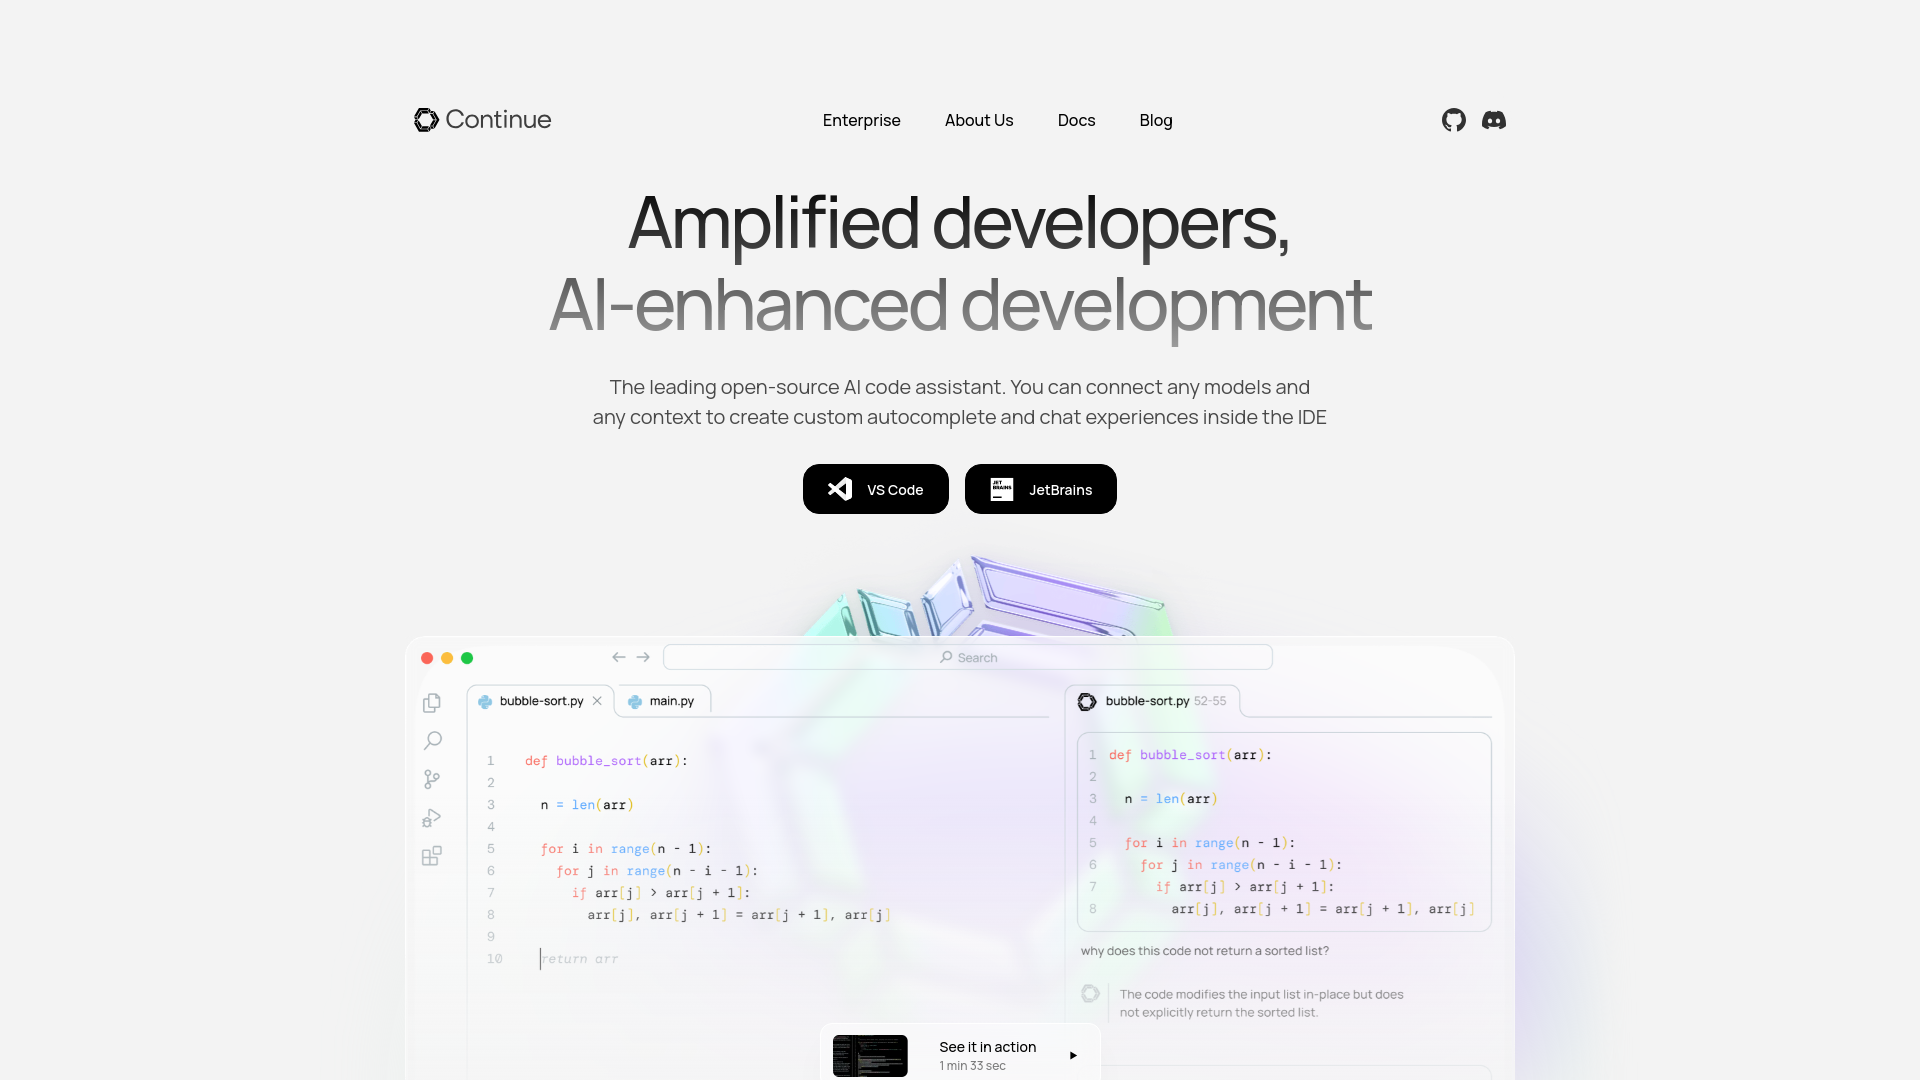 Continue
Enterprise
About Us
Docs
Blog
Amplified developers,
AI-enhanced development
The leading open-source AI code assistant. You can connect any models and
any context to create custom autocomplete and chat experiences inside the IDE
VS Code
JET
BRAINS
JetBrains
Search
bubble-sort.py
main.py
1 def bubble_sort(arr):
2
3 n = len(arr)
4
5 for i in range(n - 1):
6 for j in range(n - i - 1):
7 if arr[j] > arr[j + 1]:
8 arr[j], arr[j + 1] = arr[j + 1], arr[j]
9
10 return arr
bubble-sort.py 52-55
1 def bubble_sort(arr):
2
3 n = len(arr)
4
5 for i in range(n - 1):
6 for j in range(n - i - 1):
7 if arr[j] > arr[j + 1]:
8 arr[j], arr[j + 1] = arr[j + 1], arr[j]
why does this code not return a sorted list?
The code modifies the input list in-place but does
not explicitly return the sorted list.
See it in action
1 min 33 sec